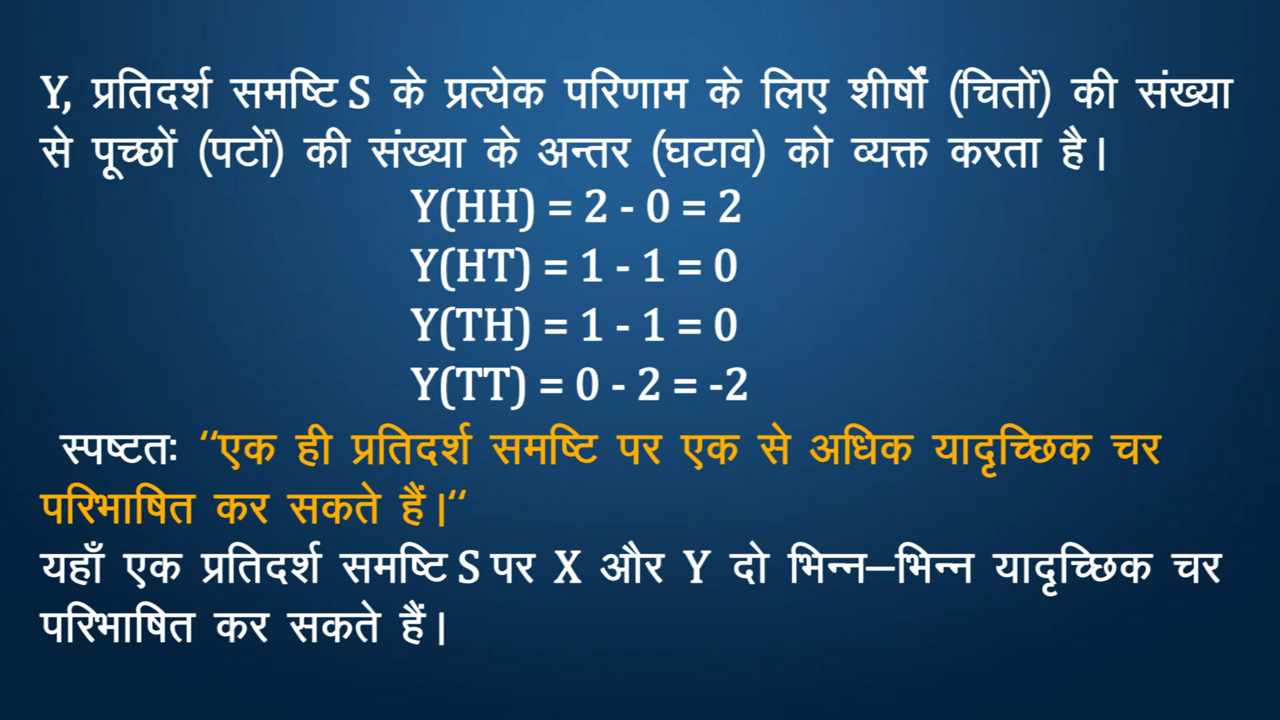 Y, प्रतिदर्श समष्टि S के प्रत्येक परिणाम के लिए शीर्षों (चितों) की संख्या
से पूच्छों (पटों) की संख्या के अन्तर (घटाव) को व्यक्त करता है।
Y(HH) = 2 - 0 = 2
Y(HT) = 1 - 1 = 0
Y(TH) = 1 - 1 = 0
Y(TT) = 0 - 2 = -2
स्पष्टतः ‘‘एक ही प्रतिदर्श समष्टि पर एक से अधिक यादृच्छिक चर
परिभाषित कर सकते हैं।‘‘
यहाँ एक प्रतिदर्श समष्टि S पर X और Y दो भिन्न–भिन्न यादृच्छिक चर
परिभाषित कर सकते हैं।